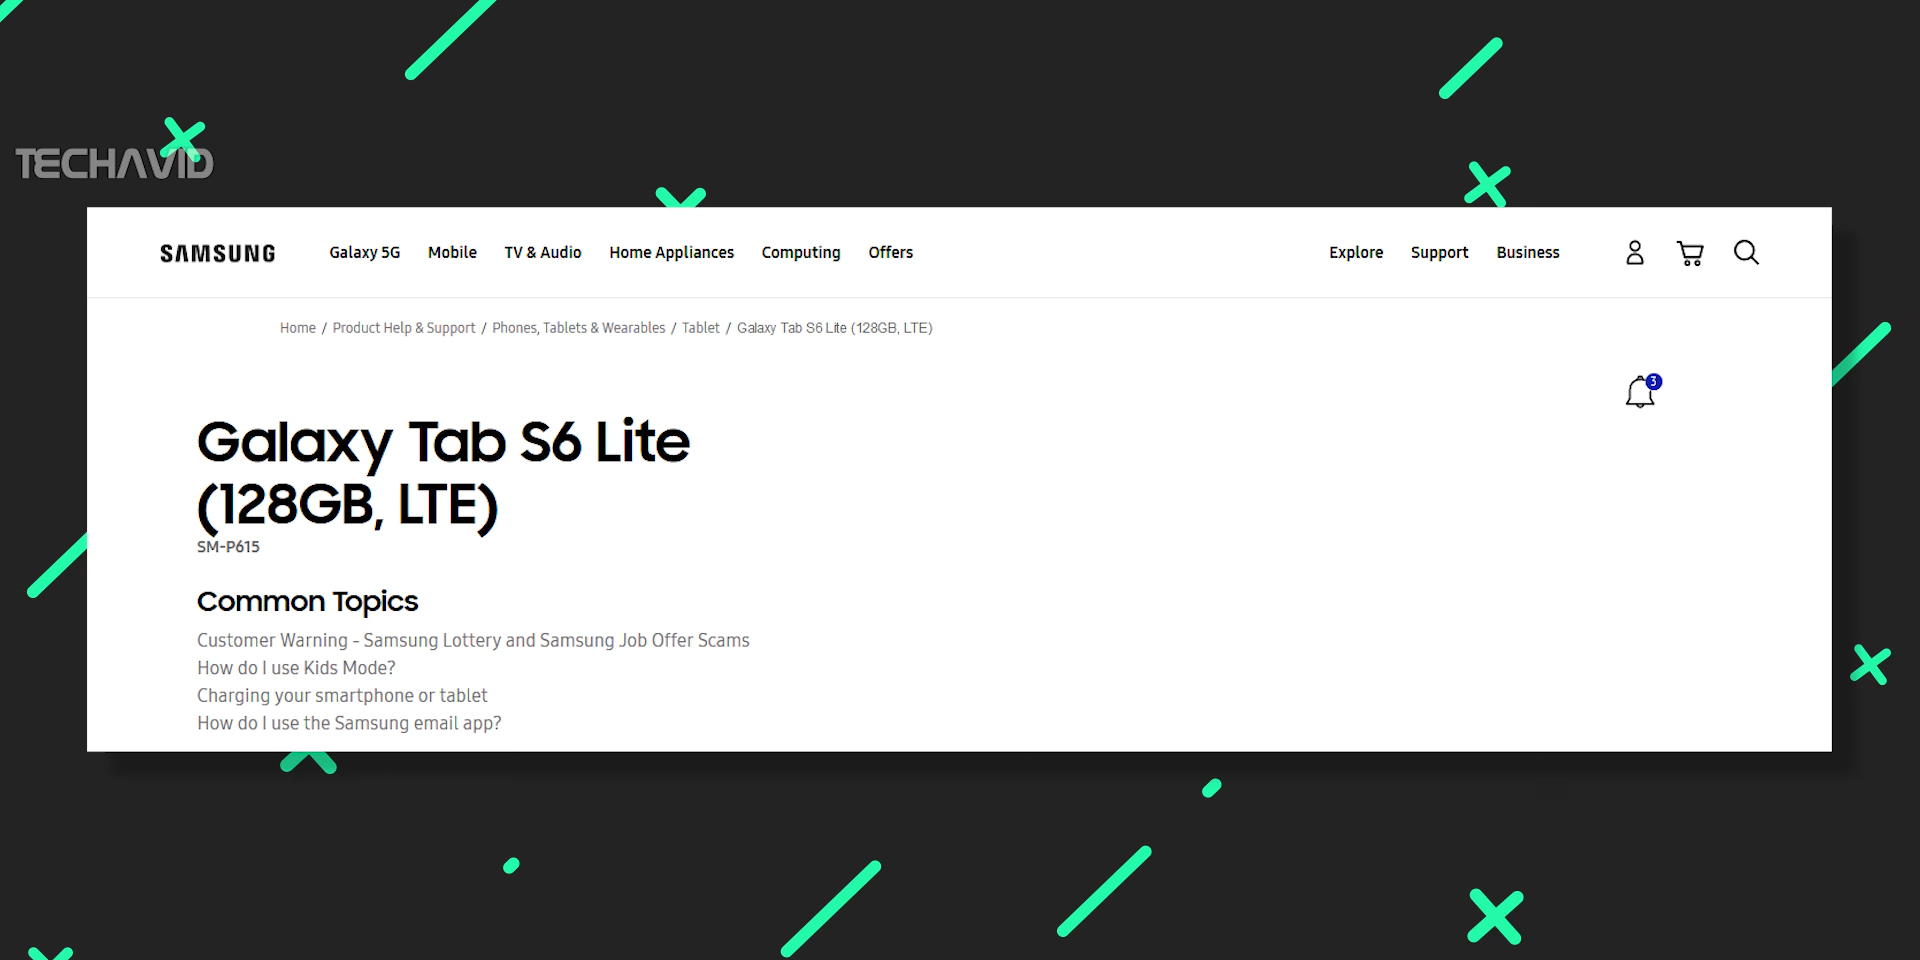 TECHAVID
SAMSUNG Galaxy 5G Mobile TV & Audio Home Appliances Computing Offers Explore Support Business
Home / Product Help & Support / Phones, Tablets & Wearables / Tablet / Galaxy Tab S6 Lite (128GB, LTE)
3
Galaxy Tab S6 Lite
(128GB, LTE)
SM-P615
Common Topics
Customer Warning - Samsung Lottery and Samsung Job Offer Scams
How do I use Kids Mode?
Charging your smartphone or tablet
How do I use the Samsung email app?